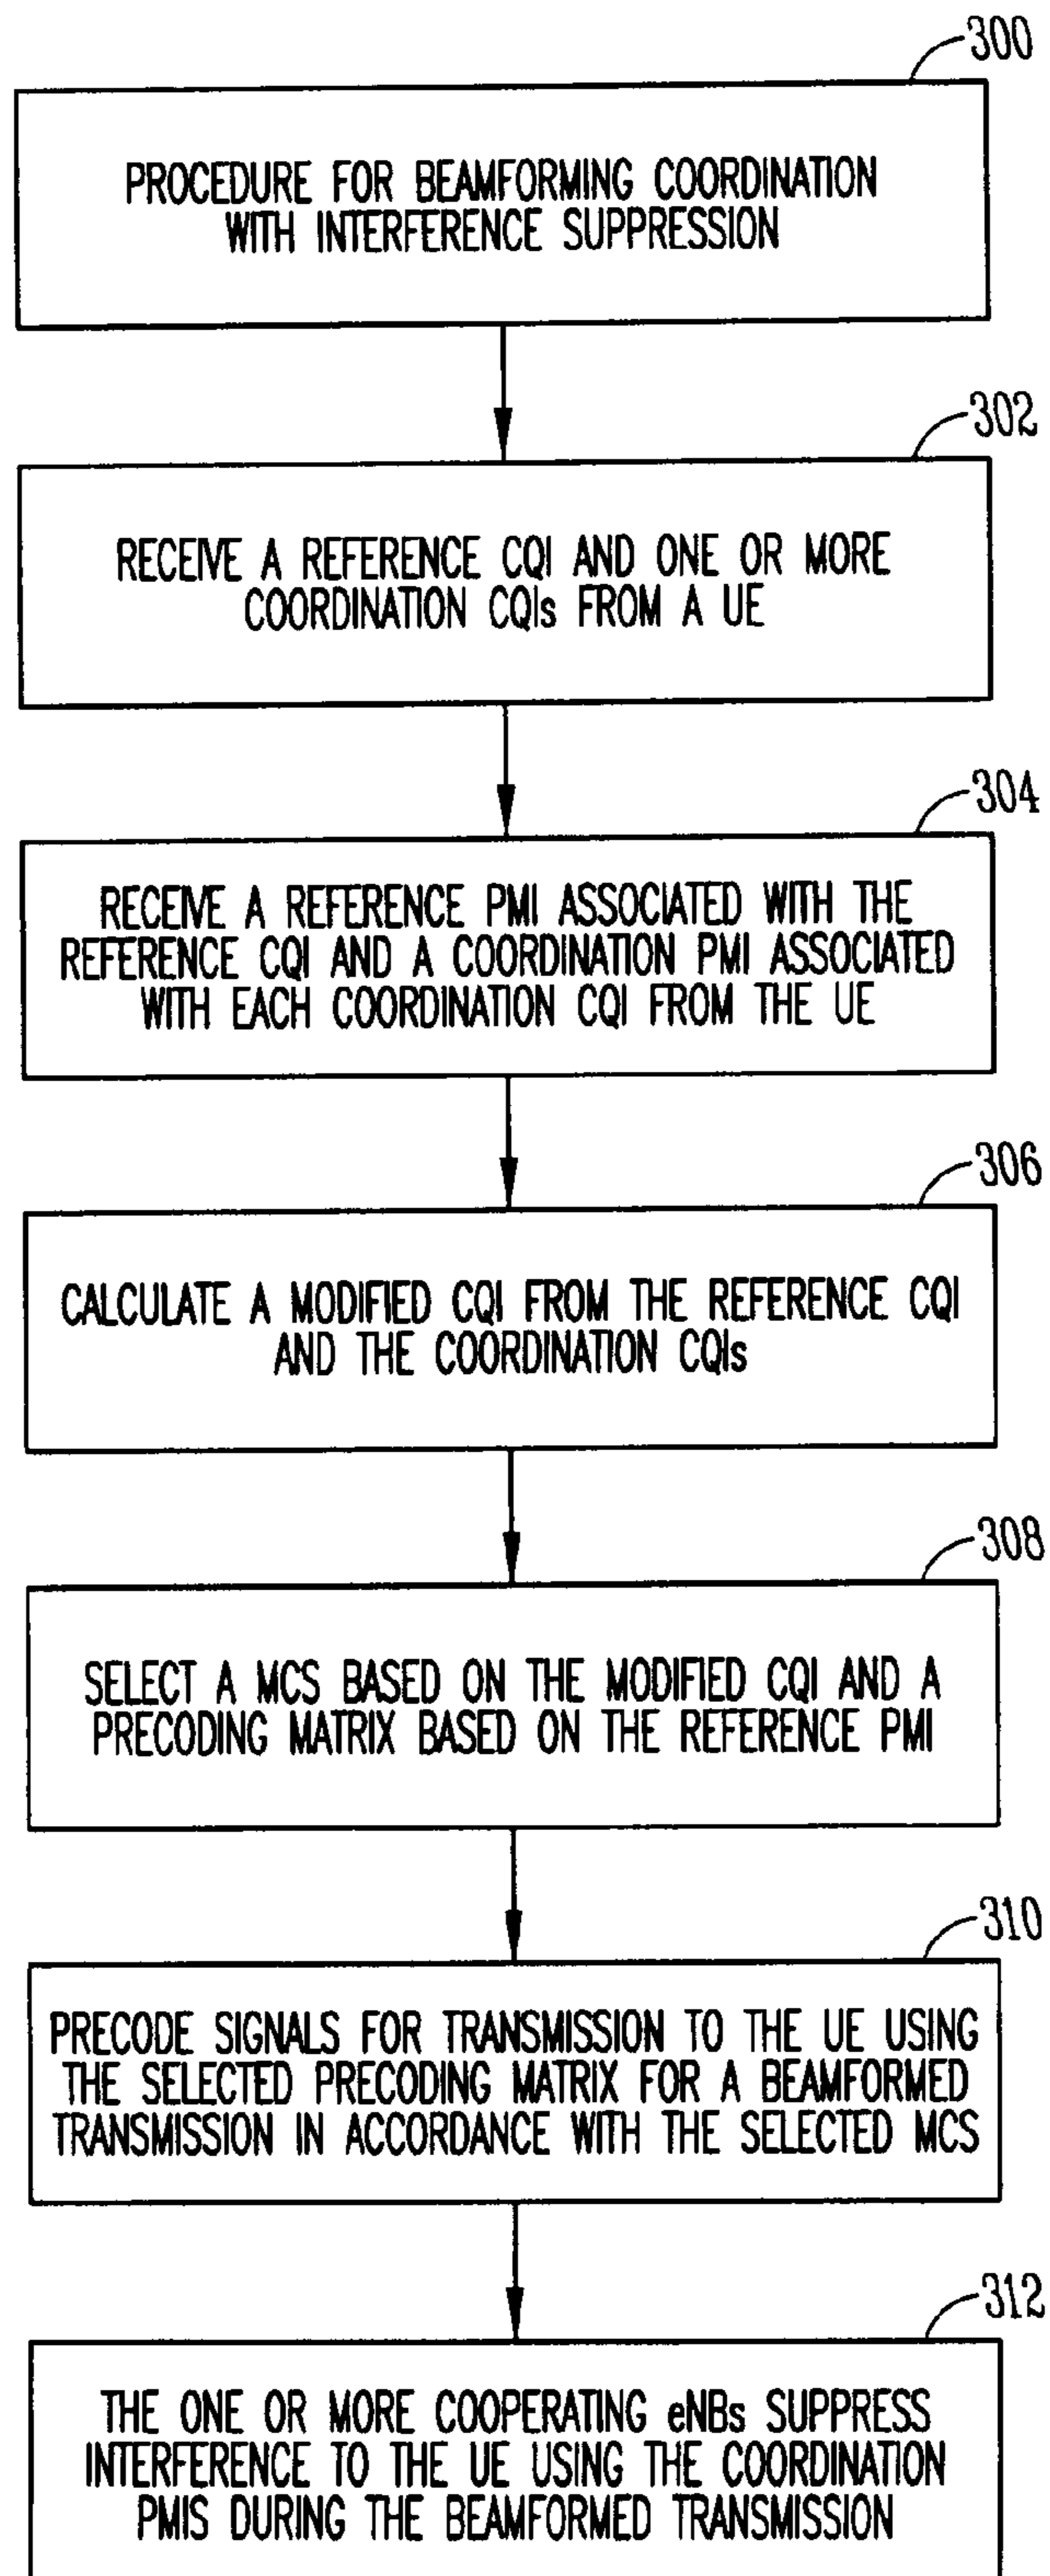 300
PROCEDURE FOR BEAMFORMING COORDINATION
WITH INTERFERENCE SUPPRESSION
302
RECEIVE A REFERENCE CQI AND ONE OR MORE
COORDINATION CQIs FROM A UE
304
RECEIVE A REFERENCE PMI ASSOCIATED WITH THE
REFERENCE CQI AND A COORDINATION PMI ASSOCIATED
WITH EACH COORDINATION CQI FROM THE UE
306
CALCULATE A MODIFIED CQI FROM THE REFERENCE CQI
AND THE COORDINATION CQIs
308
SELECT A MCS BASED ON THE MODIFIED CQI AND A
PRECODING MATRIX BASED ON THE REFERENCE PMI
310
PRECODE SIGNALS FOR TRANSMISSION TO THE UE USING
THE SELECTED PRECODING MATRIX FOR A BEAMFORMED
TRANSMISSION IN ACCORDANCE WITH THE SELECTED MCS
312
THE ONE OR MORE COOPERATING eNBs SUPPRESS
INTERFERENCE TO THE UE USING THE COORDINATION
PMIS DURING THE BEAMFORMED TRANSMISSION